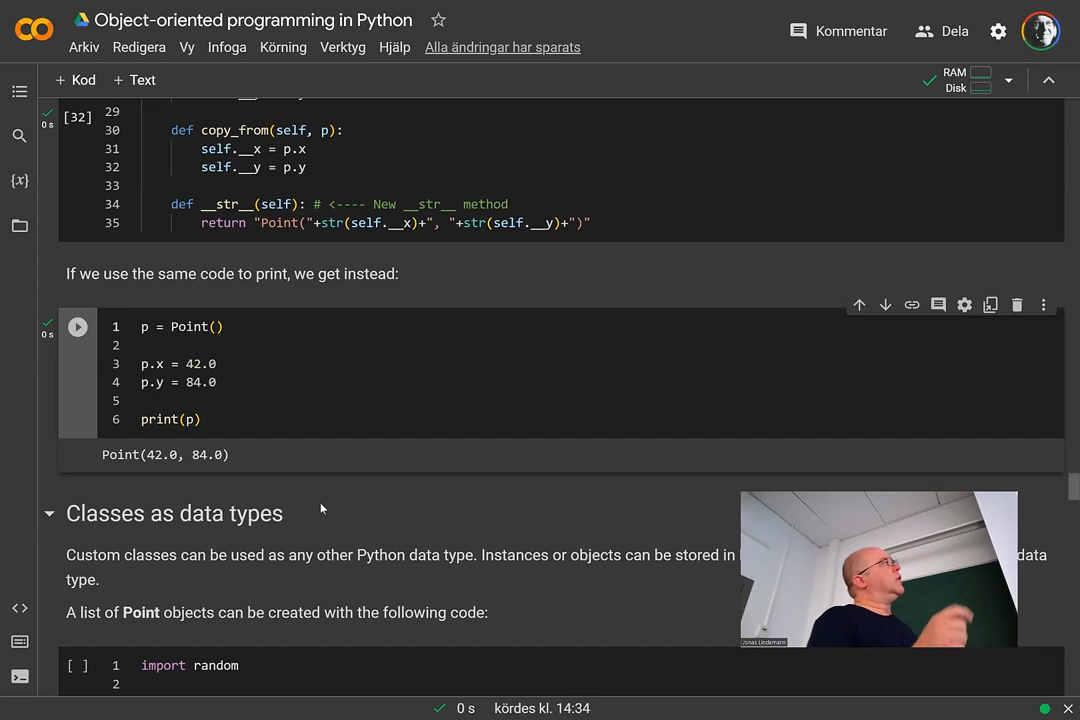 Object-oriented programming in Python
Arkiv Redigera Vy Infoga Körning Verktyg Hjälp Alla ändringar har sparats
Kommentar
Dela
+ Kod + Text
RAM
Disk
[32]
0 s
29
30 def copy_from(self, p):
31 self.__x = p.x
32 self.__y = p.y
33
34 def __str__(self): # <---- New __str__ method
35 return "Point("+str(self.__x)+", "+str(self.__y)+")"
If we use the same code to print, we get instead:
0 s
1 p = Point()
2
3 p.x = 42.0
4 p.y = 84.0
5
6 print(p)
Point(42.0, 84.0)
Classes as data types
Custom classes can be used as any other Python data type. Instances or objects can be stored in data
type.
A list of Point objects can be created with the following code:
[ ] 1 import random
2
Jonas Lindemann
0 s kördes kl. 14:34